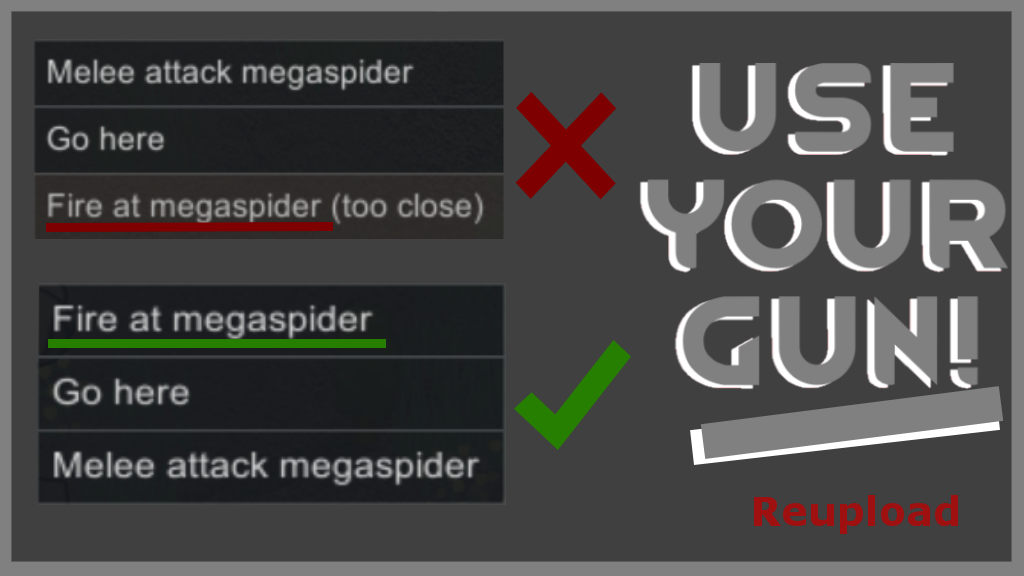 Melee attack megaspider
Go here
Fire at megaspider (too close)
Fire at megaspider
Go here
Melee attack megaspider
USE
YOUR
GUN!
Reupload